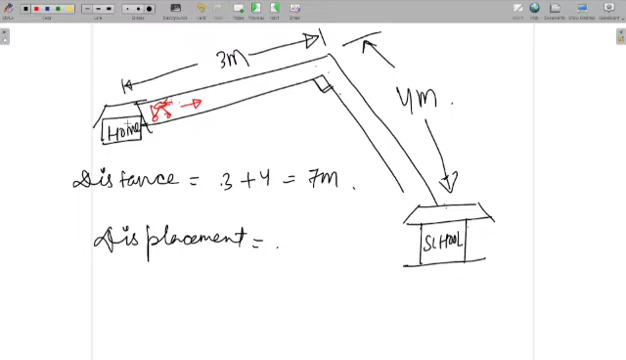 3m
4m.
Home
Distance = 3 + 4 = 7m.
Displacement =
SCHOOL